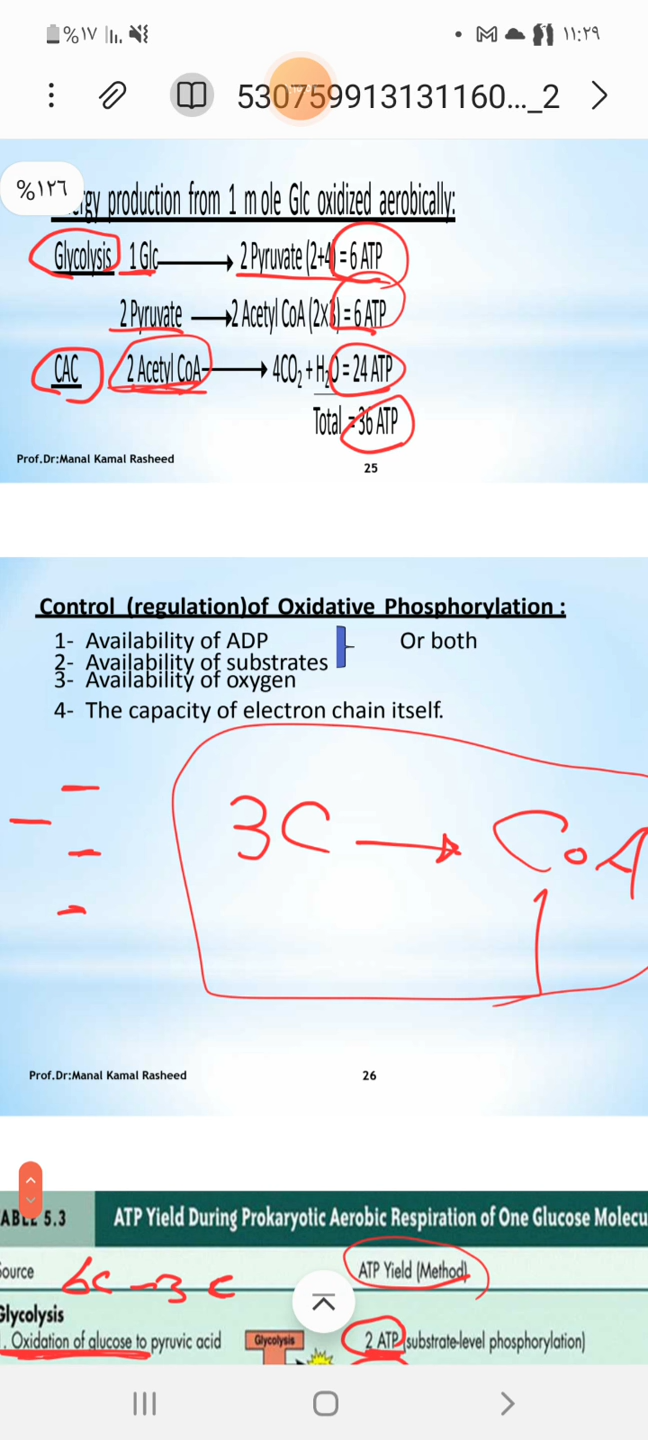 %١٧
١١:٢٩
530759913131160..._2
%١٢٦
rgy production from 1 mole Glc oxidized aerobically:
Glycolysis 1 Glc → 2 Pyruvate (2+4) = 6 ATP
2 Pyruvate → 2 Acetyl CoA (2x3) = 6 ATP
CAC 2 Acetyl CoA → 4CO₂ + H₂O = 24 ATP
Total = 36 ATP
Prof.Dr:Manal Kamal Rasheed
25
Control (regulation)of Oxidative Phosphorylation :
1- Availability of ADP
Or both
2- Availability of substrates
3- Availability of oxygen
4- The capacity of electron chain itself.
3C → CoA
Prof.Dr:Manal Kamal Rasheed
26
ABLE 5.3 ATP Yield During Prokaryotic Aerobic Respiration of One Glucose Molecu
ource 6C → 3C ATP Yield (Method)
Glycolysis
. Oxidation of glucose to pyruvic acid Glycolysis 2 ATP (substrate-level phosphorylation)